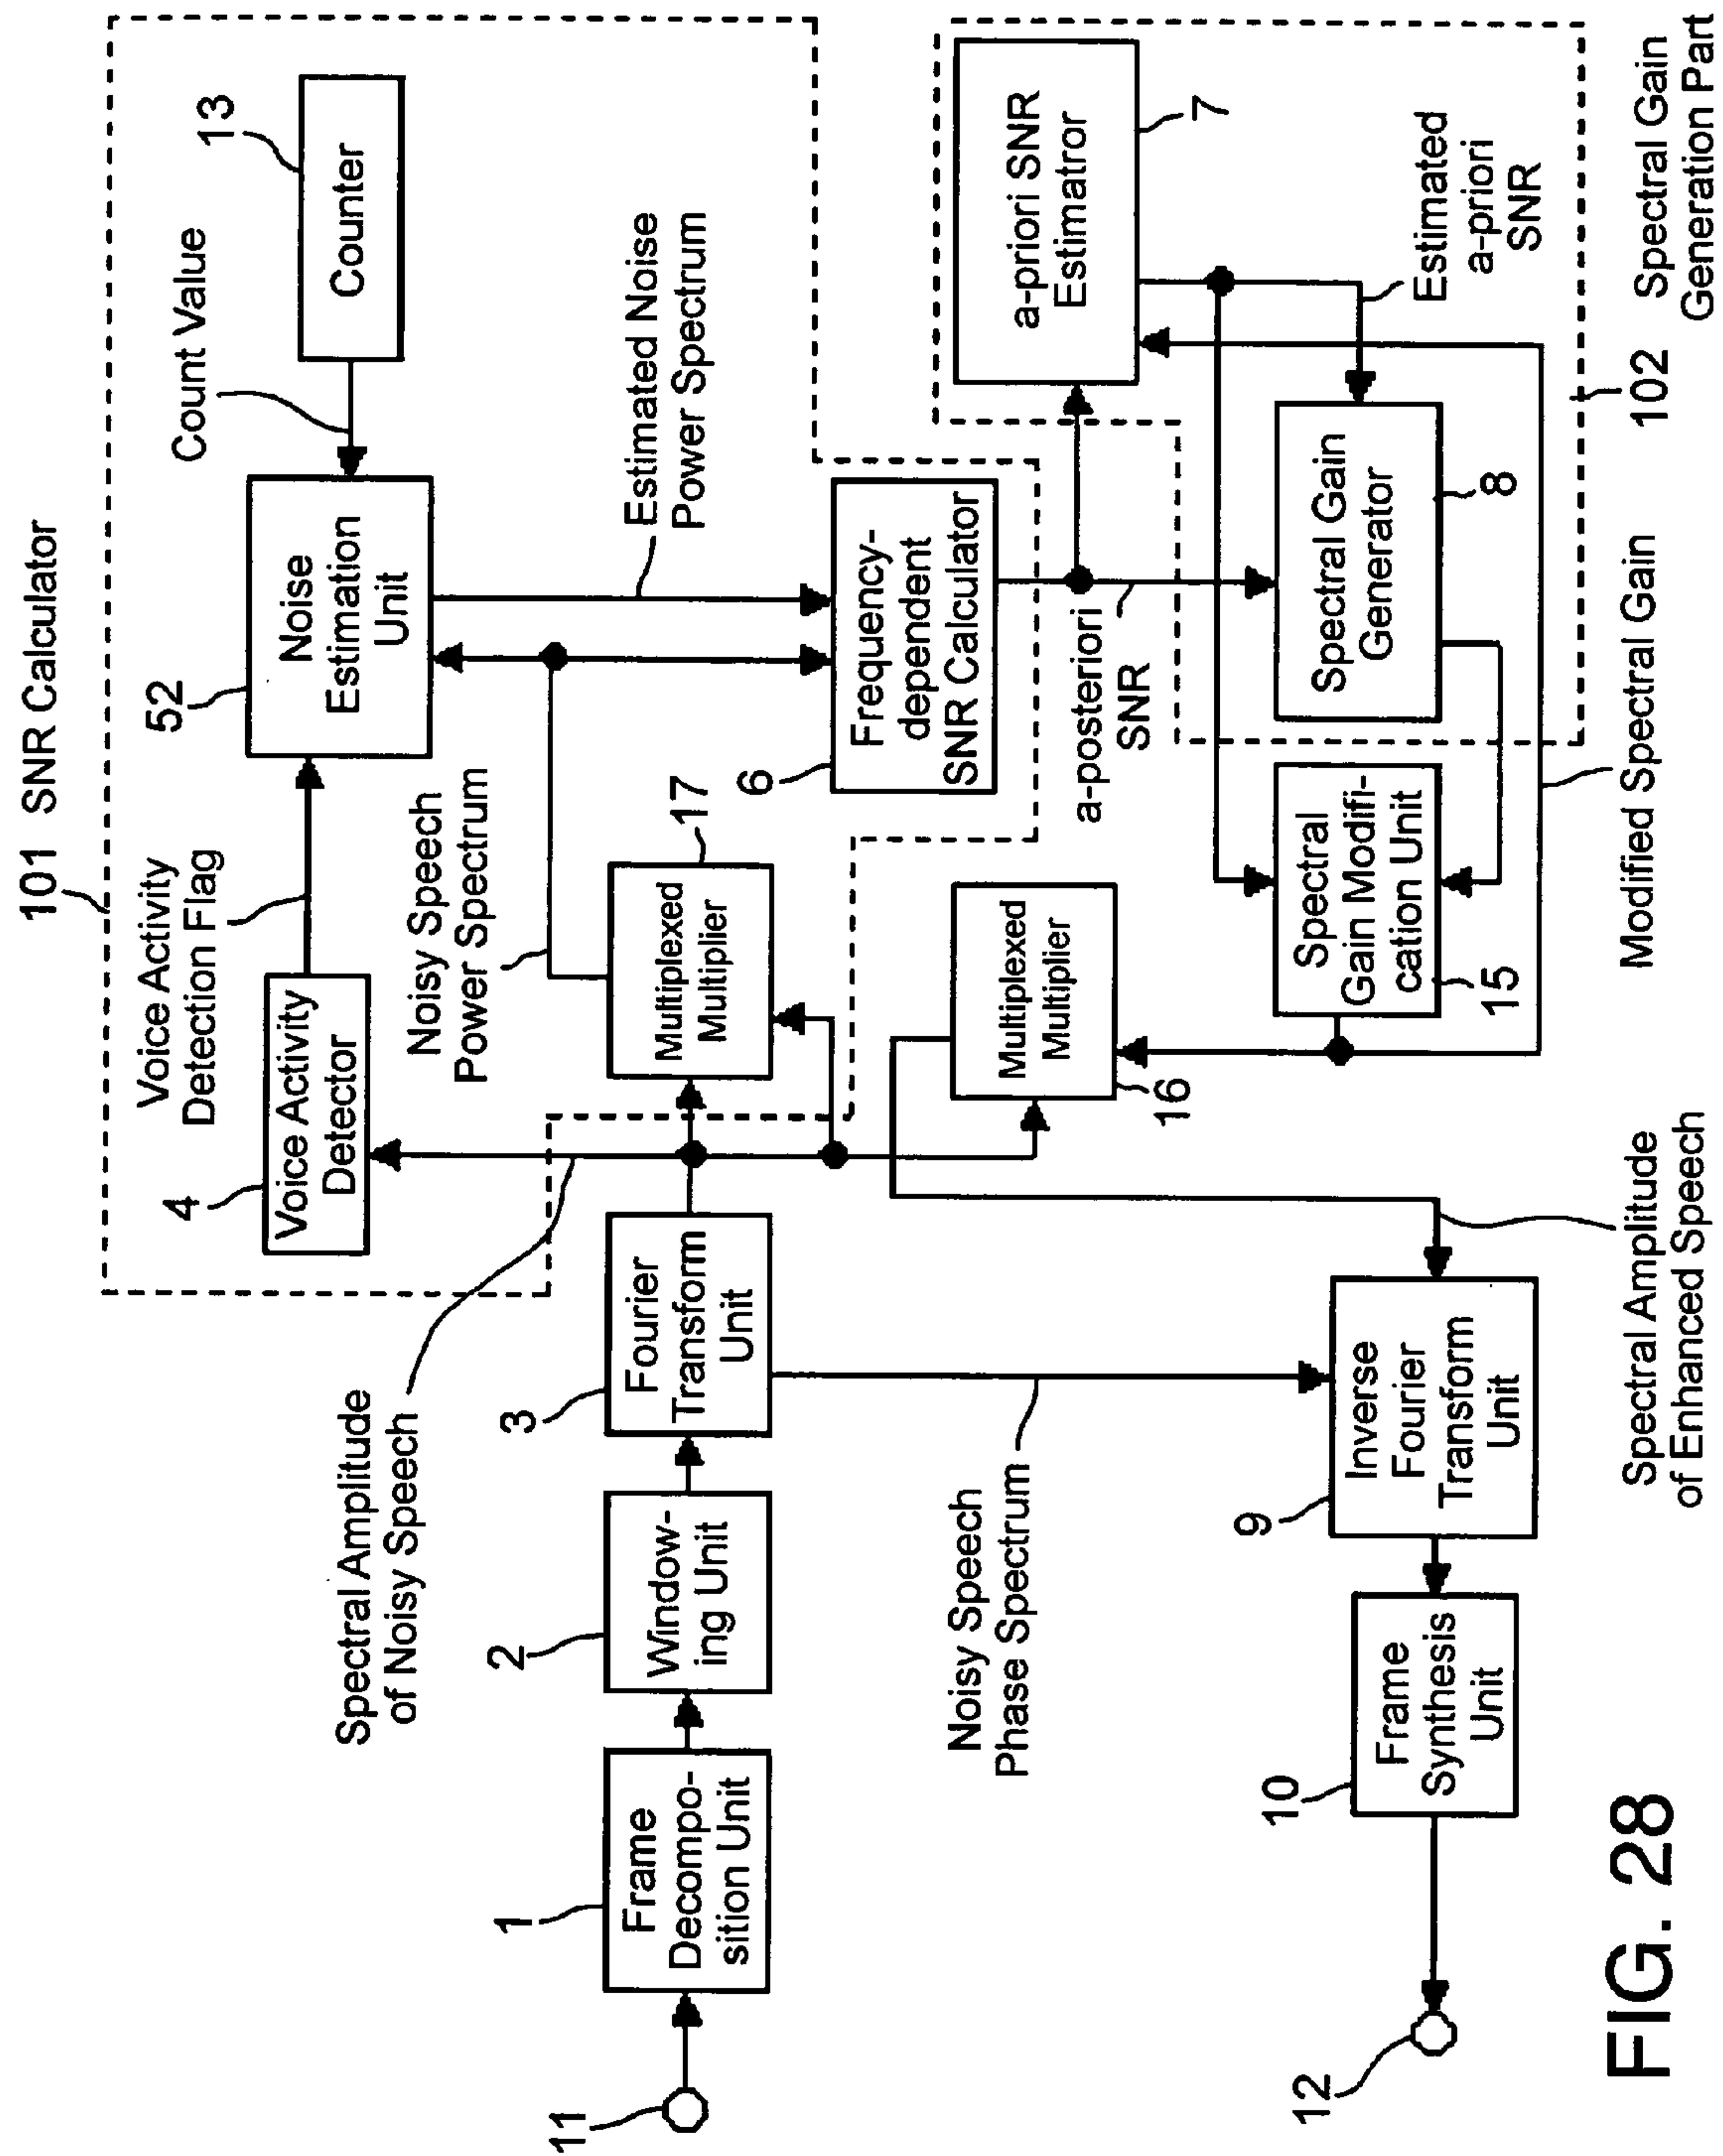 101 SNR Calculator
Voice Activity
Detection Flag
Count Value
13
Counter
52
Noise
Estimation
Unit
4
Voice Activity
Detector
Noisy Speech
Power Spectrum
Estimated Noise
Power Spectrum
Spectral Amplitude
of Noisy Speech
17
Multiplexed
Multiplier
6
Frequency-
dependent
SNR Calculator
11
1
Frame
Decompo-
sition Unit
2
Window-
ing Unit
3
Fourier
Transform
Unit
a-priori SNR
Estimatror
7
a-posteriori
SNR
Multiplexed
Multiplier
16
Noisy Speech
Phase Spectrum
Spectral Gain
Generator
8
Estimated
a-priori
SNR
Spectral
Gain Modifi-
cation Unit
15
9
Inverse
Fourier
Transform
Unit
10
Frame
Synthesis
Unit
12
Spectral Amplitude
of Enhanced Speech
Modified Spectral Gain
102 Spectral Gain
Generation Part
FIG. 28